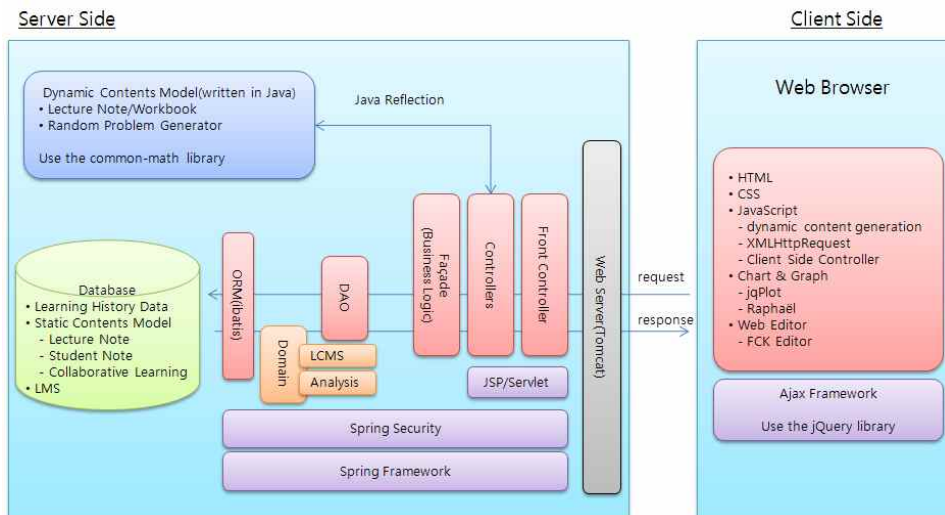 Server Side
Client Side
Dynamic Contents Model(written in Java)
• Lecture Note/Workbook
• Random Problem Generator
Use the common-math library
Java Reflection
Web Browser
• HTML
• CSS
• JavaScript
- dynamic content generation
- XMLHttpRequest
- Client Side Controller
• Chart & Graph
- jqPlot
- Raphaël
• Web Editor
- FCK Editor
Ajax Framework
Use the jQuery library
Database
• Learning History Data
• Static Contents Model
- Lecture Note
- Student Note
- Collaborative Learning
• LMS
ORM(Ibatis)
Domain
DAO
LCMS
Analysis
Façade
(Business Logic)
Controllers
Front Controller
JSP/Servlet
Web Server(Tomcat)
request
response
Spring Security
Spring Framework